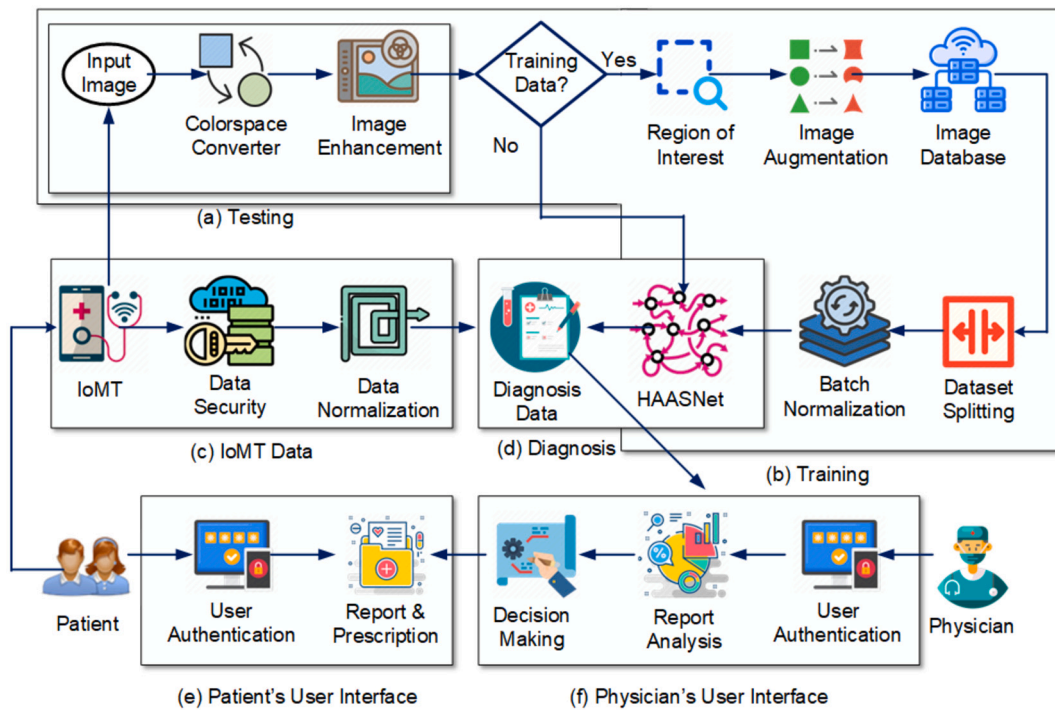 Input
Image
Colorspace
Converter
Image
Enhancement
Training
Data?
Yes
No
Region of
Interest
Image
Augmentation
Image
Database
(a) Testing
IoMT
Data
Security
Data
Normalization
(c) IoMT Data
Diagnosis
Data
HAASNet
(d) Diagnosis
Batch
Normalization
Dataset
Splitting
(b) Training
Patient
User
Authentication
Report &
Prescription
(e) Patient's User Interface
Decision
Making
Report
Analysis
User
Authentication
Physician
(f) Physician's User Interface